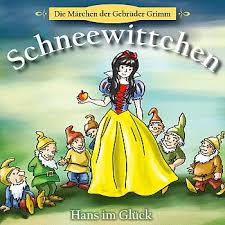 Die Märchen der Gebrüder Grimm
Schneewittchen
Hans im Glück